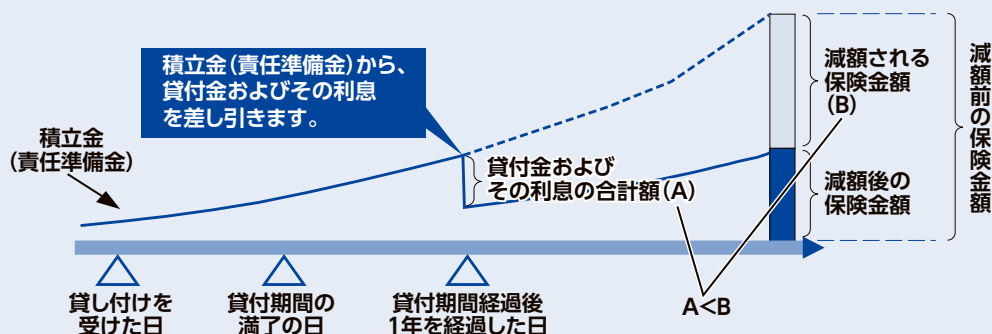 積立金(責任準備金)から、
貸付金およびその利息
を差し引きます。
積立金
(責任準備金)
貸付金および
その利息の合計額(A)
減額される
保険金額
(B)
減額後の
保険金額
減額前の保険金額
A<B
貸し付けを
受けた日
貸付期間の
満了の日
貸付期間経過後
1年を経過した日